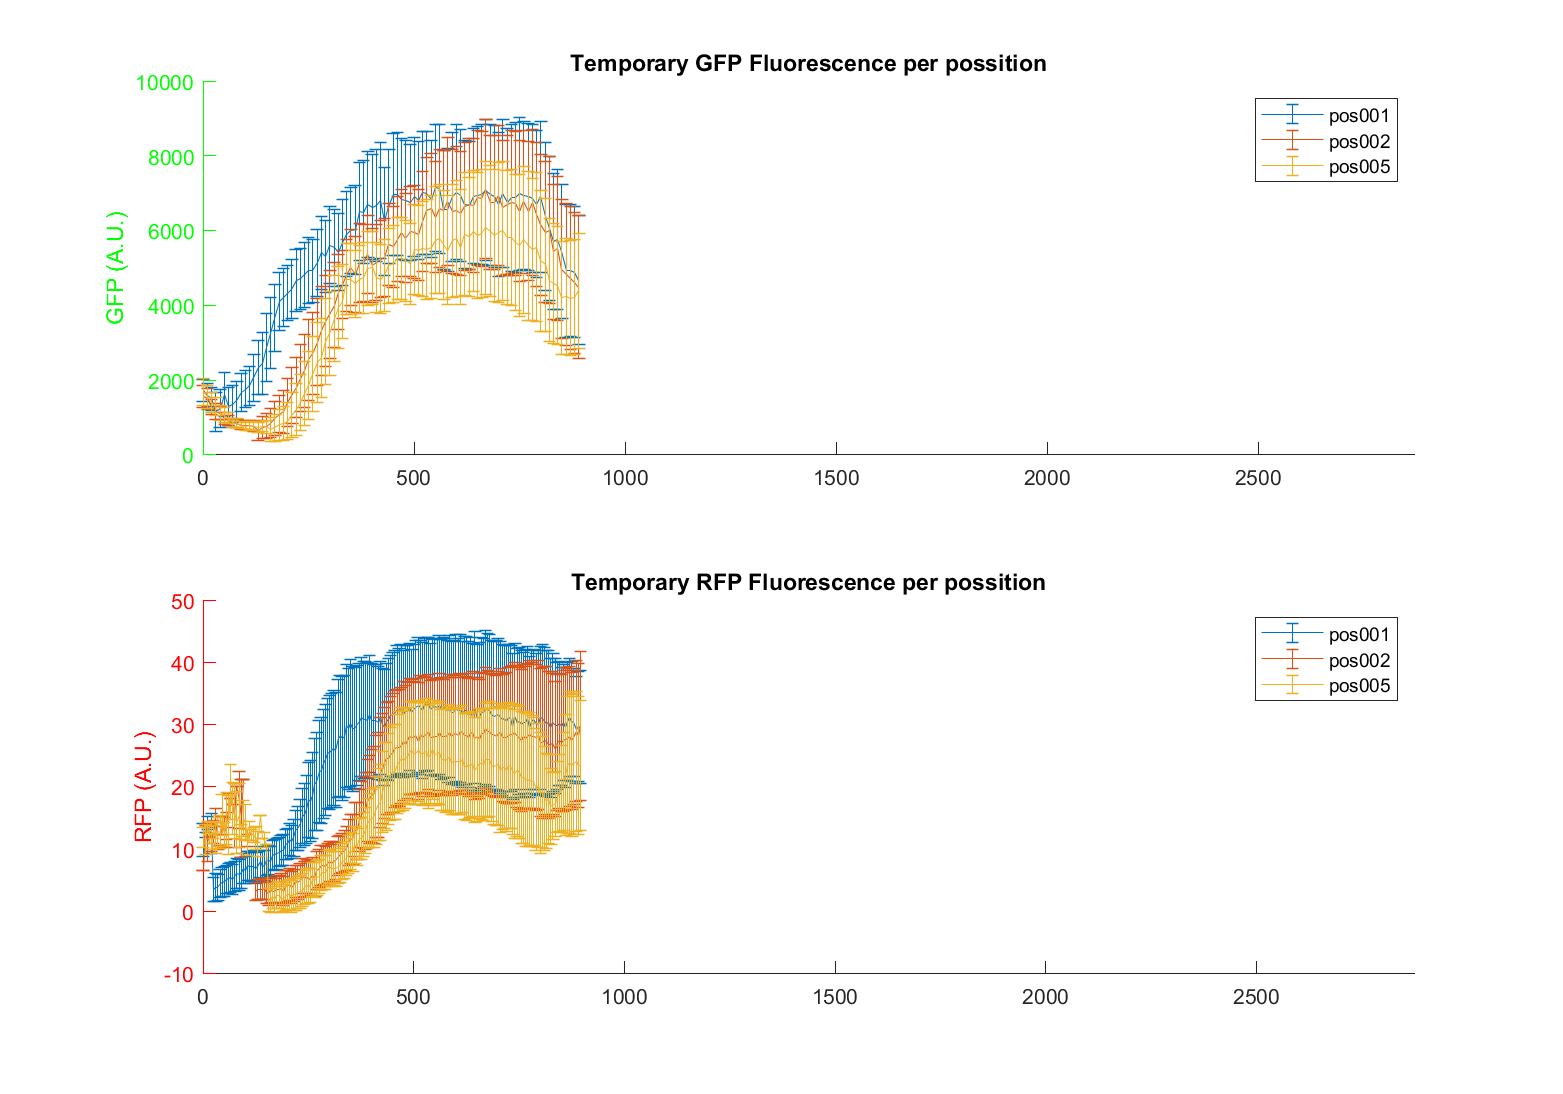 Temporary GFP Fluorescence per possition
10000
8000
6000
4000
2000
0
GFP (A.U.)
pos001
pos002
pos005
0 500 1000 1500 2000 2500
Temporary RFP Fluorescence per possition
50
40
30
20
10
0
-10
RFP (A.U.)
pos001
pos002
pos005
0 500 1000 1500 2000 2500